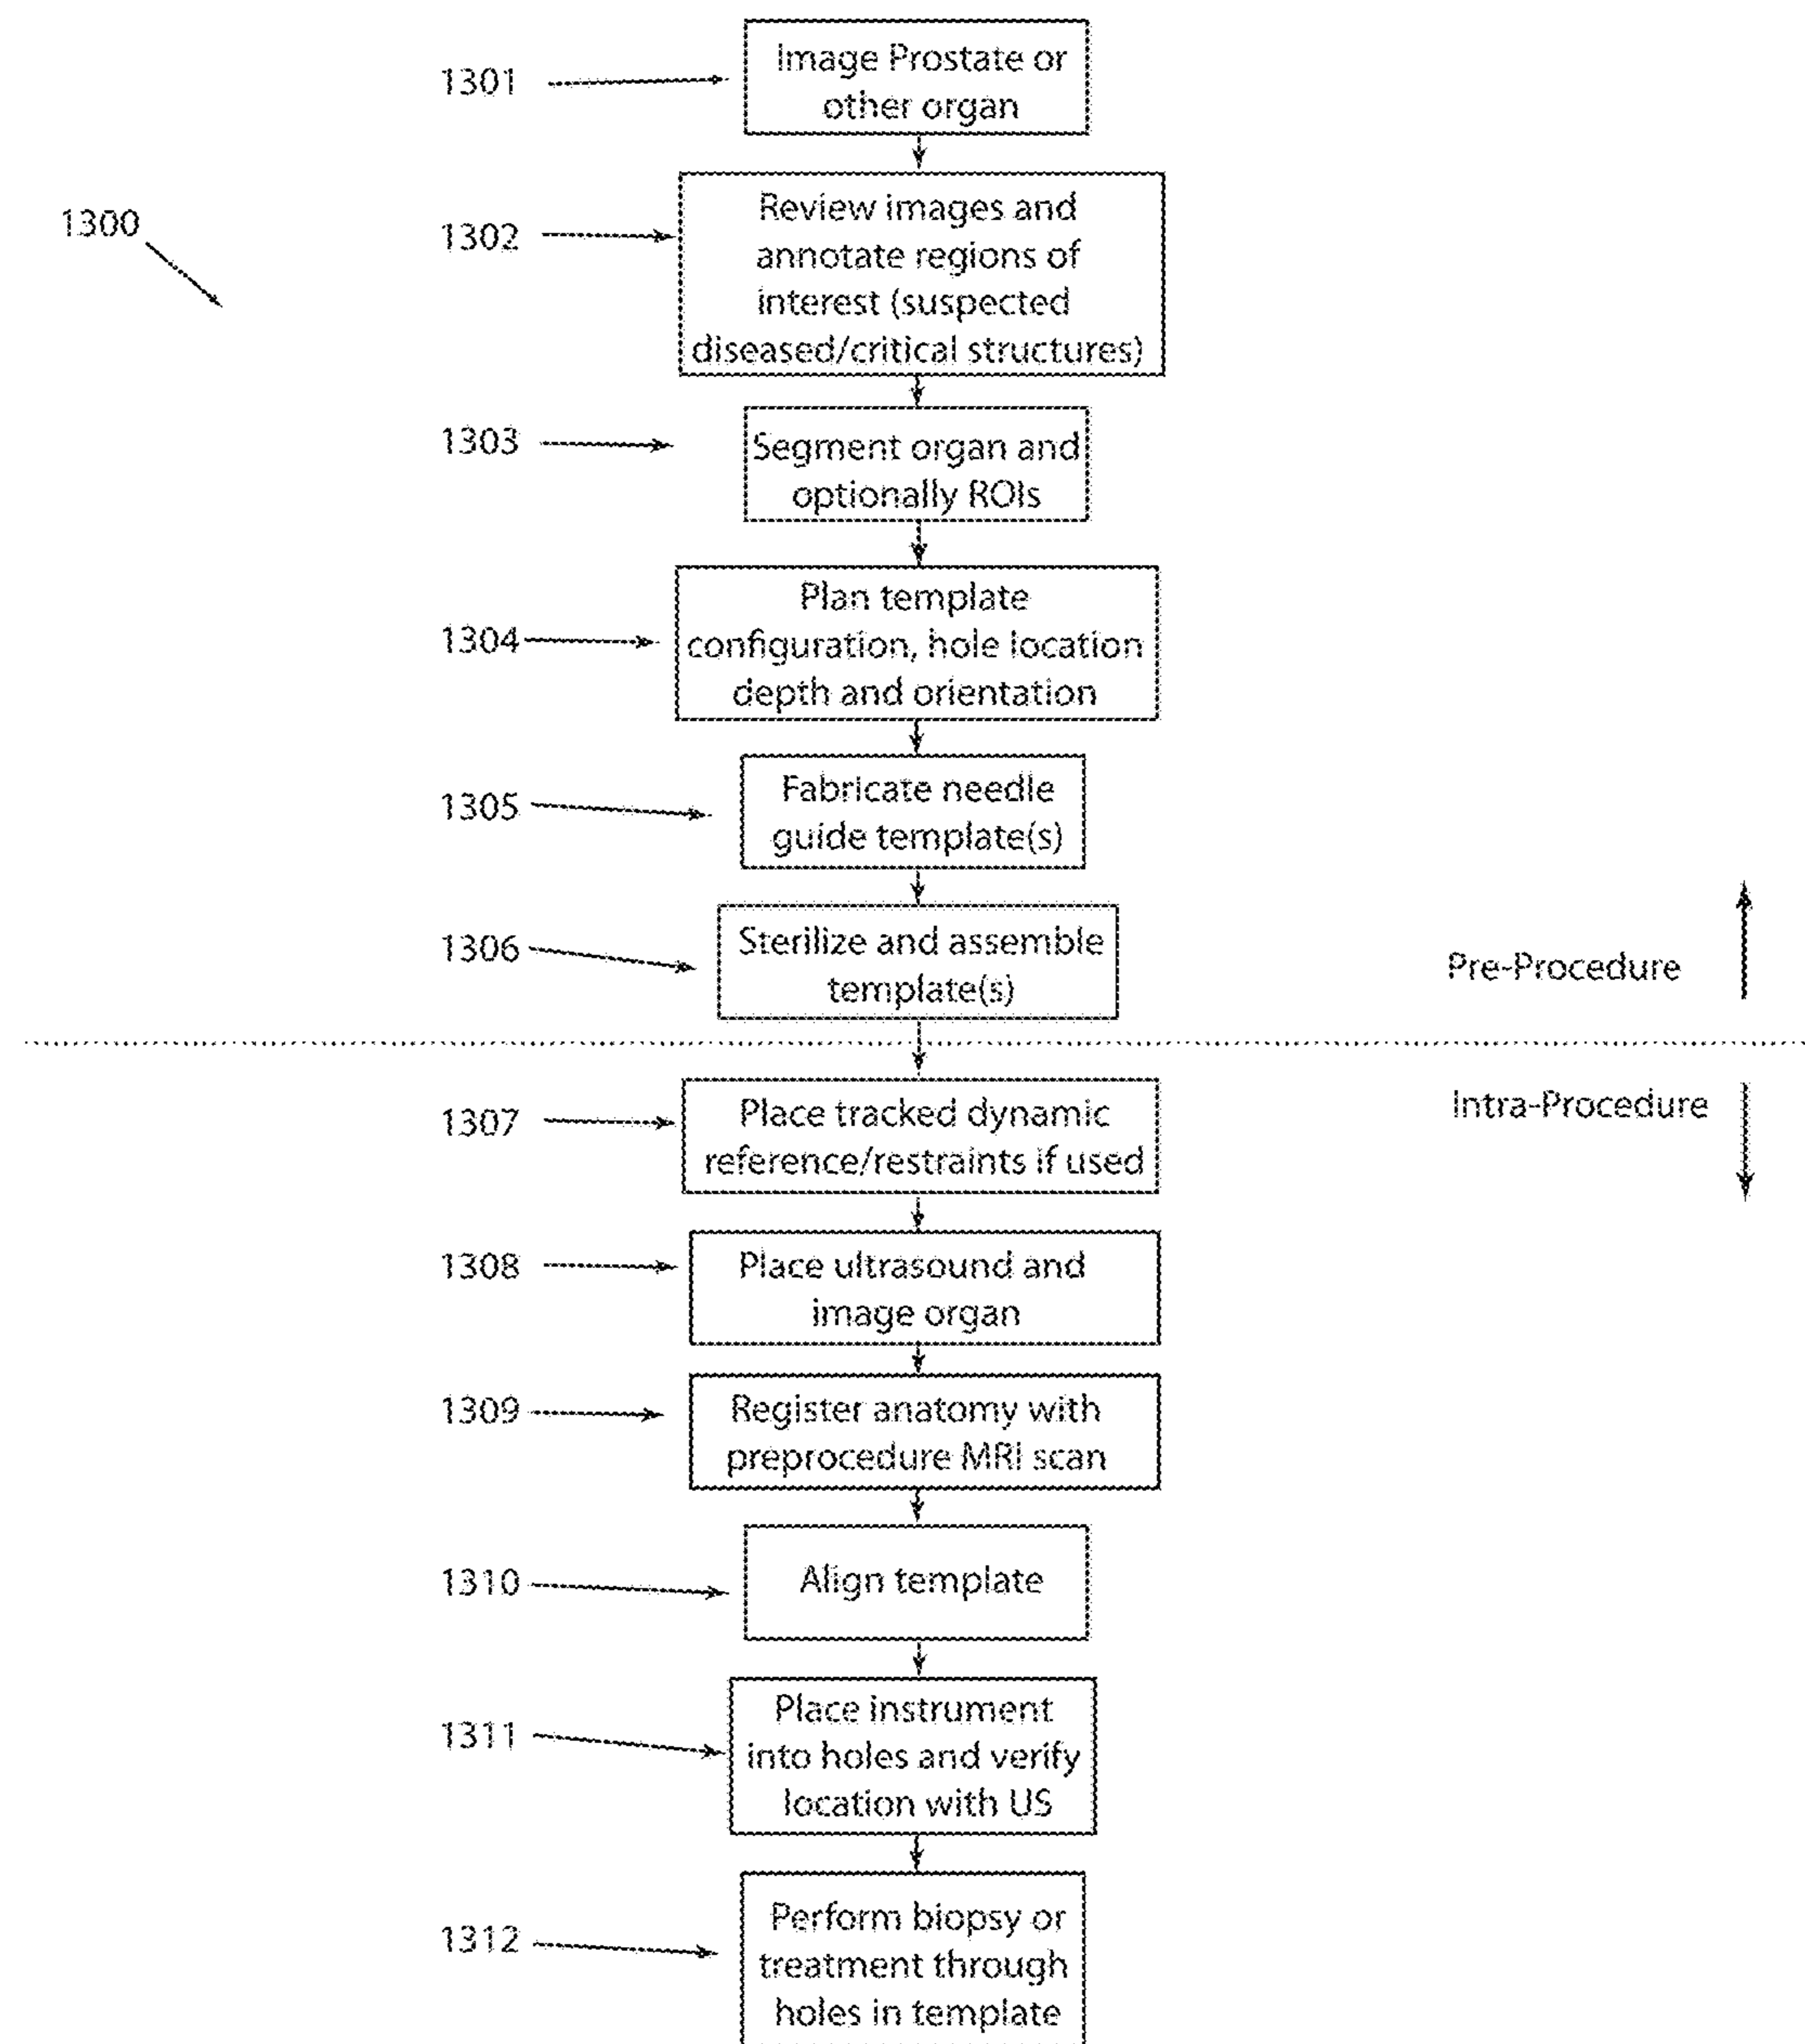 1300
1301
Image Prostate or
other organ
1302
Review images and
annotate regions of
interest (suspected
diseased/critical structures)
1303
Segment organ and
optionally ROIs
1304
Plan template
configuration, hole location
depth and orientation
1305
Fabricate needle
guide template(s)
1306
Sterilize and assemble
template(s)
Pre-Procedure
Intra-Procedure
1307
Place tracked dynamic
reference/restraints if used
1308
Place ultrasound and
image organ
1309
Register anatomy with
preprocedure MRI scan
1310
Align template
1311
Place instrument
into holes and verify
location with US
1312
Perform biopsy or
treatment through
holes in template